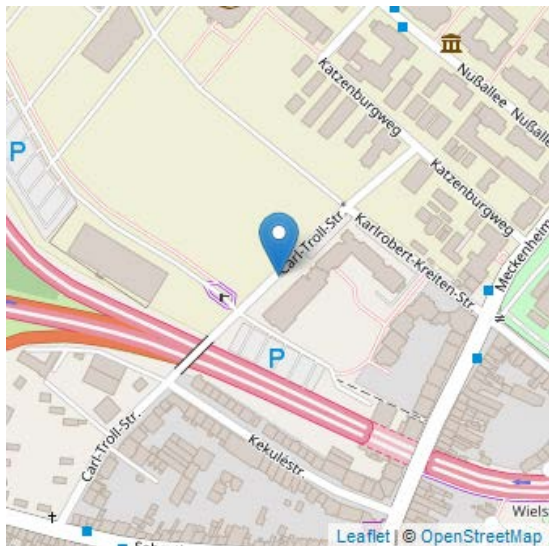 Nußallee
Nußallee
Katzenburgweg
P
Katzenburgweg
Carl-Troll-Str.
Karlrobert-Kreiten-Str.
Meckenheim
P
Carl-Troll-Str.
Kekuléstr.
Wiels
Leaflet | © OpenStreetMap